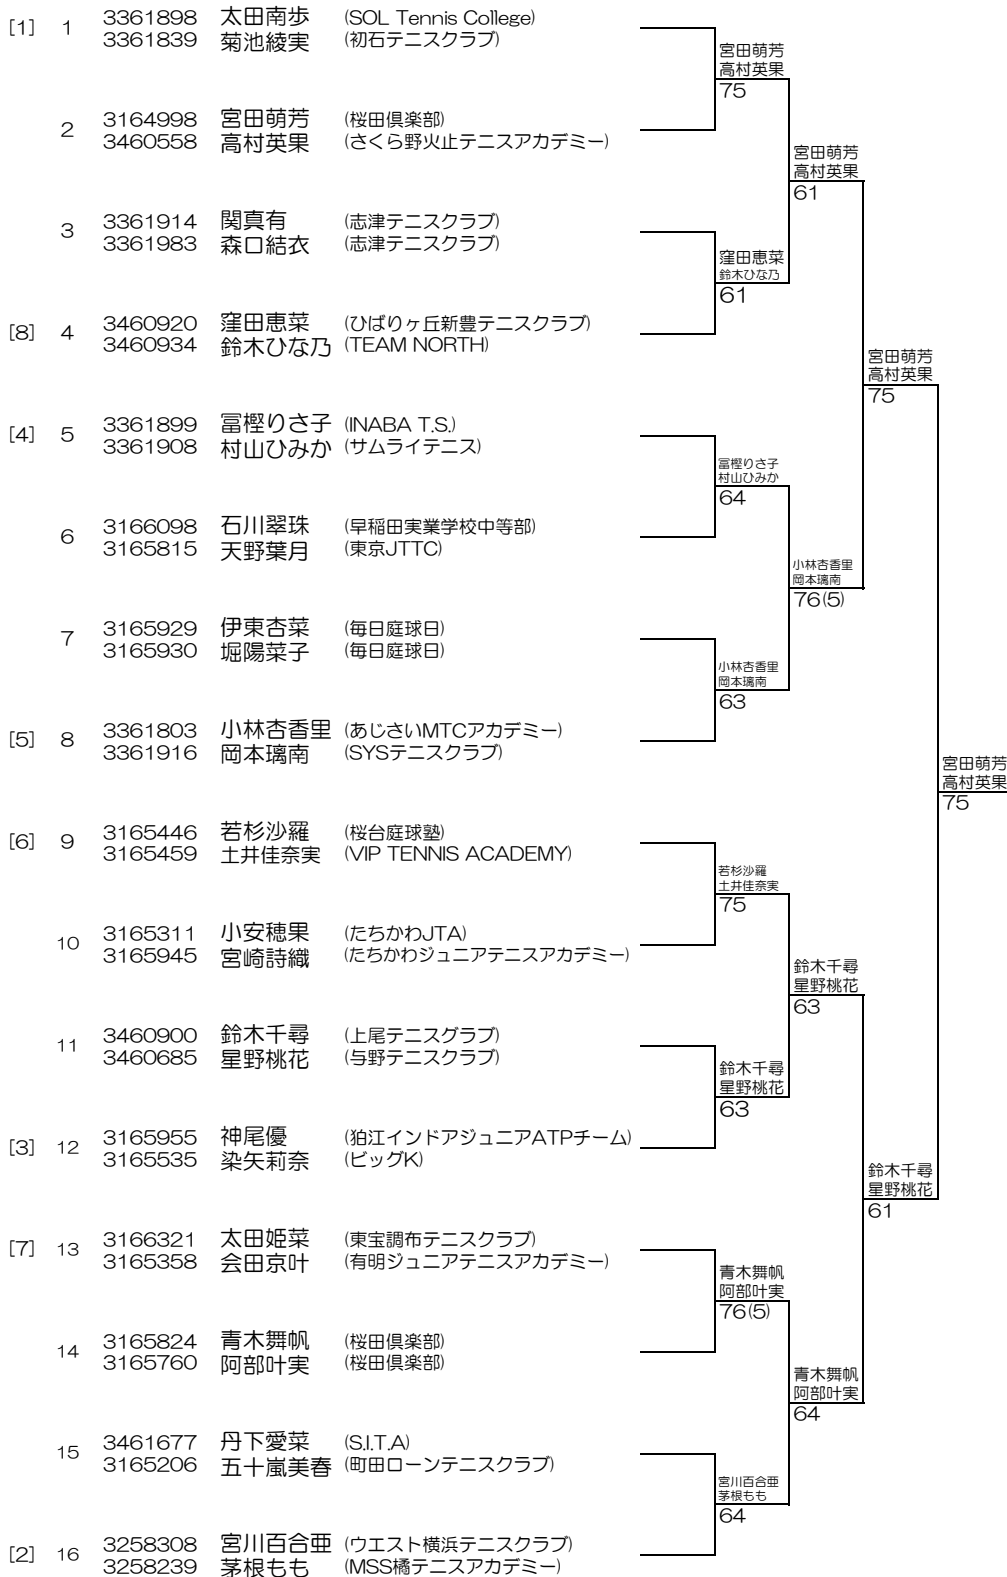 [1] 1 3361898 太田南歩 (SOL Tennis College)
3361839 菊池綾実 (初石テニスクラブ)
宮田萌芳
高村英果
75
2 3164998 宮田萌芳 (桜田倶楽部)
3460558 高村英果 (さくら野火止テニスアカデミー)
宮田萌芳
高村英果
61
3 3361914 関真有 (志津テニスクラブ)
3361983 森口結衣 (志津テニスクラブ)
窪田恵菜
鈴木ひな乃
61
[8] 4 3460920 窪田恵菜 (ひばりヶ丘新豊テニスクラブ)
3460934 鈴木ひな乃 (TEAM NORTH)
宮田萌芳
高村英果
75
[4] 5 3361899 冨樫りさ子 (INABA T.S.)
3361908 村山ひみか (サムライテニス)
冨樫りさ子
村山ひみか
64
6 3166098 石川翠珠 (早稲田実業学校中等部)
3165815 天野葉月 (東京JTTC)
小林杏香里
岡本璃南
76(5)
7 3165929 伊東杏菜 (毎日庭球日)
3165930 堀陽菜子 (毎日庭球日)
小林杏香里
岡本璃南
63
[5] 8 3361803 小林杏香里 (あじさいMTCアカデミー)
3361916 岡本璃南 (SYSテニスクラブ)
宮田萌芳
高村英果
75
[6] 9 3165446 若杉沙羅 (桜台庭球塾)
3165459 土井佳奈実 (VIP TENNIS ACADEMY)
若杉沙羅
土井佳奈実
75
10 3165311 小安穂果 (たちかわJTA)
3165945 宮崎詩織 (たちかわジュニアテニスアカデミー)
鈴木千尋
星野桃花
63
11 3460900 鈴木千尋 (上尾テニスグラブ)
3460685 星野桃花 (与野テニスクラブ)
鈴木千尋
星野桃花
63
[3] 12 3165955 神尾優 (狛江インドアジュニアATPチーム)
3165535 染矢莉奈 (ビッグK)
鈴木千尋
星野桃花
61
[7] 13 3166321 太田姫菜 (東宝調布テニスクラブ)
3165358 会田京叶 (有明ジュニアテニスアカデミー)
青木舞帆
阿部叶実
76(5)
14 3165824 青木舞帆 (桜田倶楽部)
3165760 阿部叶実 (桜田倶楽部)
青木舞帆
阿部叶実
64
15 3461677 丹下愛菜 (S.I.T.A)
3165206 五十嵐美春 (町田ローンテニスクラブ)
宮川百合亜
茅根もも
64
[2] 16 3258308 宮川百合亜 (ウエスト横浜テニスクラブ)
3258239 茅根もも (MSS橘テニスアカデミー)